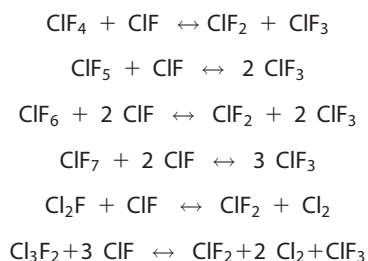 ClF₄ + ClF ↔ClF₂ + ClF₃
ClF₅ + ClF ↔ 2 ClF₃
ClF₆ + 2 ClF ↔ ClF₂ + 2 ClF₃
ClF₇ + 2 ClF ↔ 3 ClF₃
Cl₂F + ClF ↔ ClF₂ + Cl₂
Cl₃F₂+3 ClF ↔ ClF₂+2 Cl₂+ClF₃